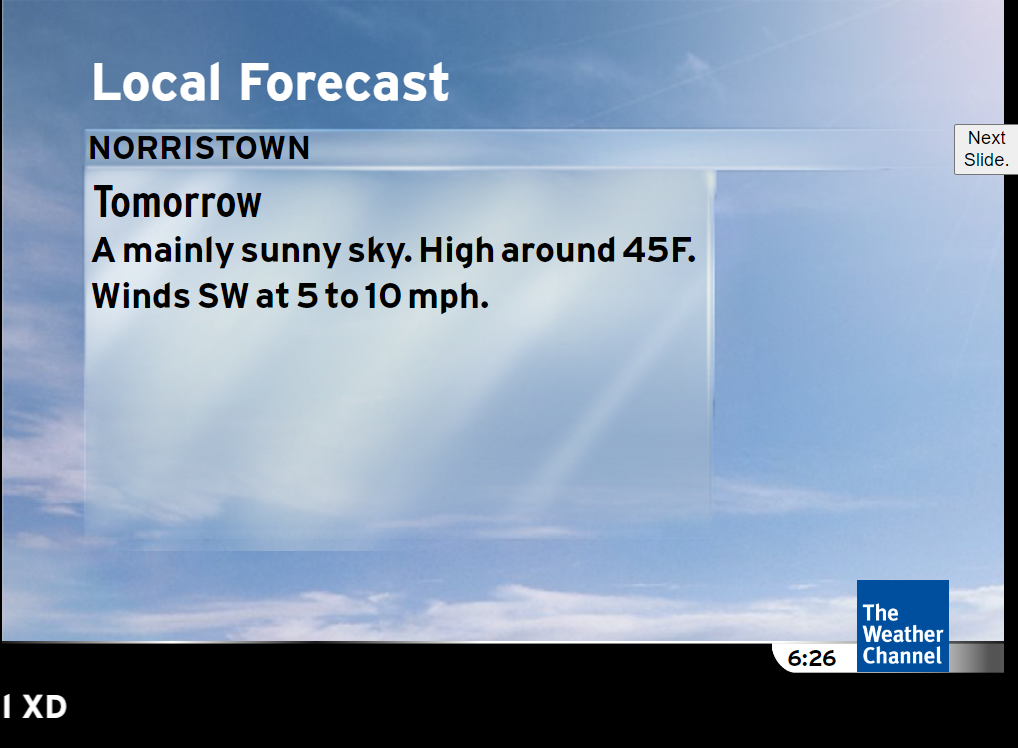 Local Forecast
NORRISTOWN
Next
Slide.
Tomorrow
A mainly sunny sky. High around 45F.
Winds SW at 5 to 10 mph.
The
Weather
Channel
6:26
1 XD